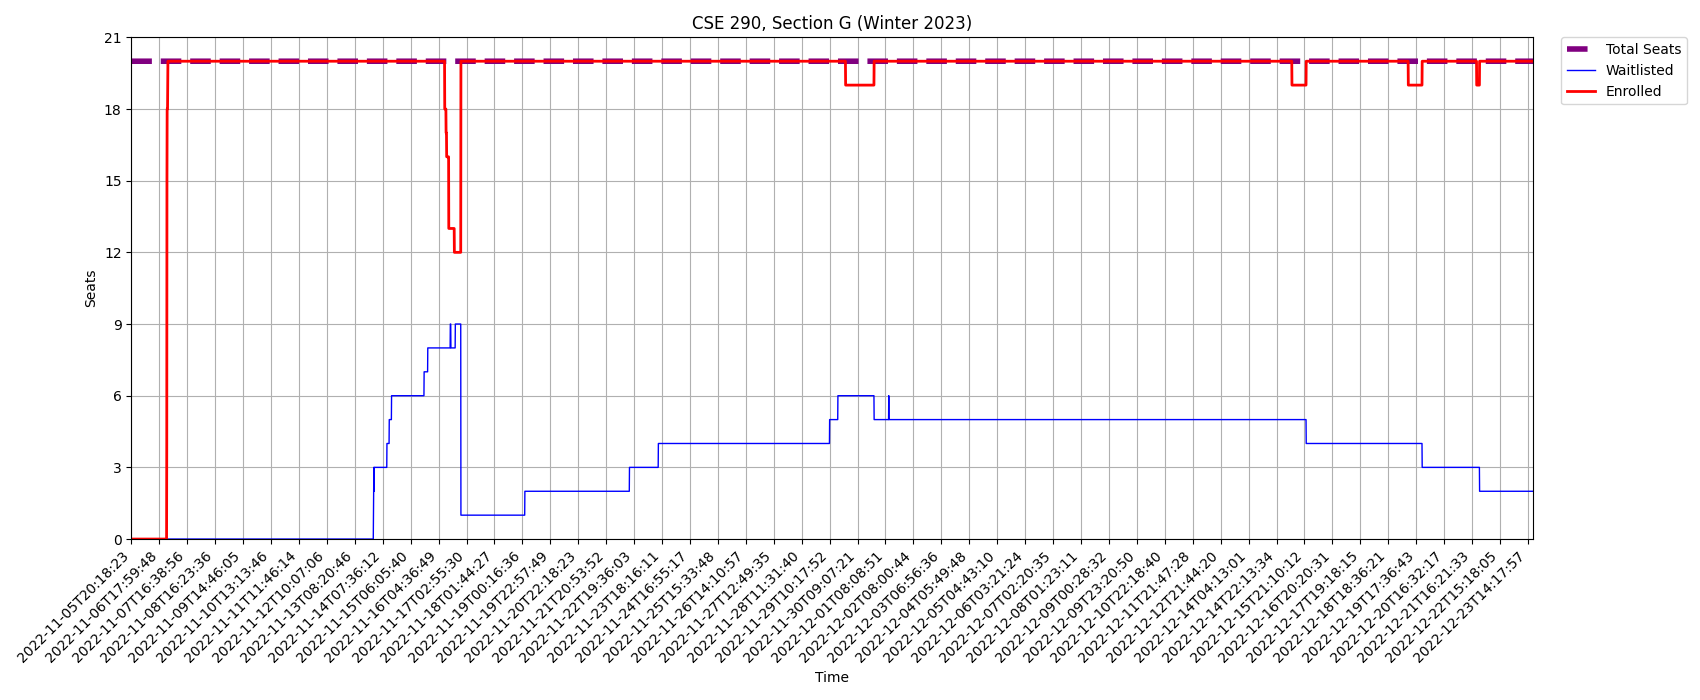 CSE 290, Section G (Winter 2023)
21
18
15
12
9
6
3
0
Seats
Total Seats
Waitlisted
Enrolled
2022-11-05T20:18:23
2022-11-06T17:59:48
2022-11-07T16:38:56
2022-11-08T16:23:36
2022-11-09T14:46:05
2022-11-10T13:13:46
2022-11-11T11:46:14
2022-11-12T10:07:06
2022-11-13T08:20:46
2022-11-14T07:36:12
2022-11-15T06:05:40
2022-11-16T04:36:49
2022-11-17T02:55:30
2022-11-18T01:44:27
2022-11-19T00:16:36
2022-11-19T22:57:49
2022-11-20T22:18:23
2022-11-21T20:53:52
2022-11-22T19:36:03
2022-11-23T18:16:11
2022-11-24T16:55:17
2022-11-25T15:33:48
2022-11-26T14:10:57
2022-11-27T12:49:35
2022-11-28T11:31:40
2022-11-29T10:17:52
2022-11-30T09:07:21
2022-12-01T08:08:51
2022-12-02T08:00:44
2022-12-03T06:56:36
2022-12-04T05:49:48
2022-12-05T04:43:10
2022-12-06T03:21:24
2022-12-07T02:20:35
2022-12-08T01:23:11
2022-12-09T00:28:32
2022-12-09T23:20:50
2022-12-10T22:18:40
2022-12-11T21:47:28
2022-12-12T21:44:20
2022-12-14T04:13:01
2022-12-14T22:13:34
2022-12-15T21:10:12
2022-12-16T20:20:31
2022-12-17T19:18:15
2022-12-18T18:36:21
2022-12-19T17:36:43
2022-12-20T16:32:17
2022-12-21T16:21:33
2022-12-22T15:18:05
2022-12-23T14:17:57
Time